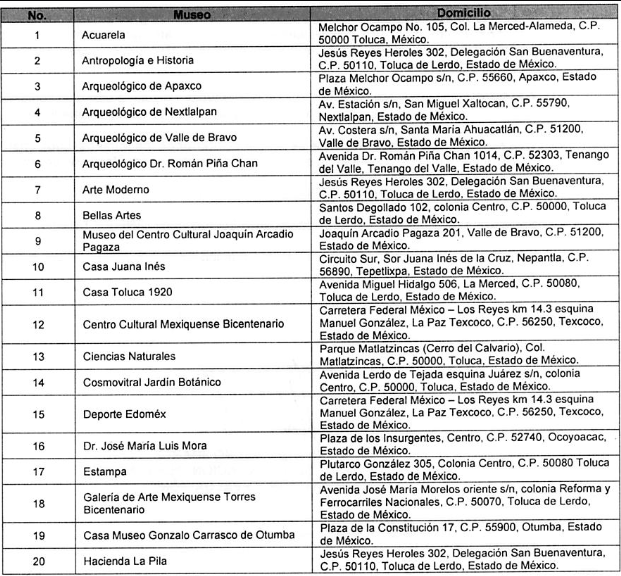 No. Museo Domicilio
1 Acuarela Melchor Ocampo No. 105, Col. La Merced-Alameda, C.P.
50000 Toluca, México.
2 Antropología e Historia Jesús Reyes Heroles 302, Delegación San Buenaventura,
C.P. 50110, Toluca de Lerdo, Estado de México.
3 Arqueológico de Apaxco Plaza Melchor Ocampo s/n, C.P. 55660, Apaxco, Estado
de México.
4 Arqueológico de Nextlalpan Av. Estación s/n, San Miguel Xaltocan, C.P. 55790,
Nextlalpan, Estado de México.
5 Arqueológico de Valle de Bravo Av. Costera s/n, Santa María Ahuacatlán, C.P. 51200,
Valle de Bravo, Estado de México.
6 Arqueológico Dr. Román Piña Chan Avenida Dr. Román Piña Chan 1014, C.P. 52303, Tenango
del Valle, Tenango del Valle, Estado de México.
7 Arte Moderno Jesús Reyes Heroles 302, Delegación San Buenaventura,
C.P. 50110, Toluca de Lerdo, Estado de México.
8 Bellas Artes Santos Degollado 102, colonia Centro, C.P. 50000, Toluca
de Lerdo, Estado de México.
9 Museo del Centro Cultural Joaquín Arcadio
Pagaza Joaquín Arcadio Pagaza 201, Valle de Bravo, C.P. 51200,
Estado de México.
10 Casa Juana Inés Circuito Sur, Sor Juana Inés de la Cruz, Nepantla, C.P.
56890, Tepetlixpa, Estado de México.
11 Casa Toluca 1920 Avenida Miguel Hidalgo 506, La Merced, C.P. 50080,
Toluca de Lerdo, Estado de México.
12 Centro Cultural Mexiquense Bicentenario Carretera Federal México – Los Reyes km 14.3 esquina
Manuel González, La Paz Texcoco, C.P. 56250, Texcoco,
Estado de México.
13 Ciencias Naturales Parque Matlatzincas (Cerro del Calvario), Col.
Matlatzincas, C.P. 50000, Toluca, Estado de México.
14 Cosmovitral Jardín Botánico Avenida Lerdo de Tejada esquina Juárez s/n, colonia
Centro, C.P. 50000, Toluca, Estado de México.
15 Deporte Edoméx Carretera Federal México – Los Reyes km 14.3 esquina
Manuel González, La Paz Texcoco, C.P. 56250, Texcoco,
Estado de México.
16 Dr. José María Luis Mora Plaza de los Insurgentes, Centro, C.P. 52740, Ocoyoacac,
Estado de México.
17 Estampa Plutarco González 305, Colonia Centro, C.P. 50080 Toluca
de Lerdo, Estado de México.
18 Galería de Arte Mexiquense Torres
Bicentenario Avenida José María Morelos oriente s/n, colonia Reforma y
Ferrocarriles Nacionales, C.P. 50070, Toluca de Lerdo,
Estado de México.
19 Casa Museo Gonzalo Carrasco de Otumba Plaza de la Constitución 17, C.P. 55900, Otumba, Estado
de México.
20 Hacienda La Pila Jesús Reyes Heroles 302, Delegación San Buenaventura,
C.P. 50110, Toluca de Lerdo, Estado de México.